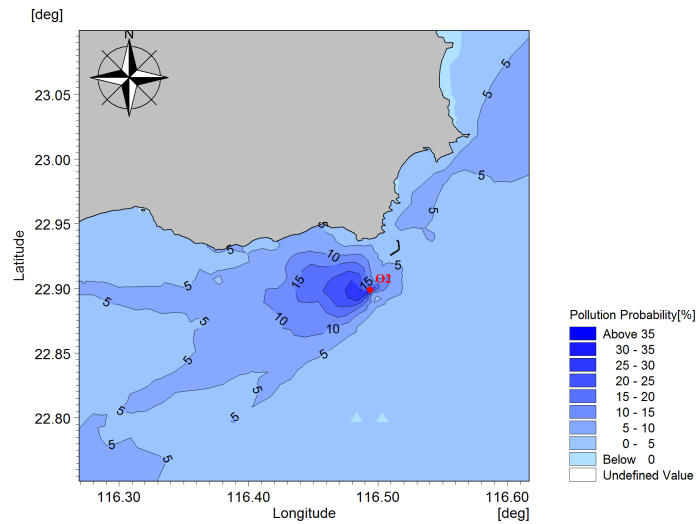 [deg]
N
23.05
23.00
22.95
22.90
22.85
22.80
Latitude
5
5
5
5
5
5
10
5
5
15
15
O2
5
5
10
10
5
5
5
5
5
5
5
116.30 116.40 116.50 116.60
Longitude [deg]
Pollution Probability[%]
Above 35
30 - 35
25 - 30
20 - 25
15 - 20
10 - 15
5 - 10
0 - 5
Below 0
Undefined Value